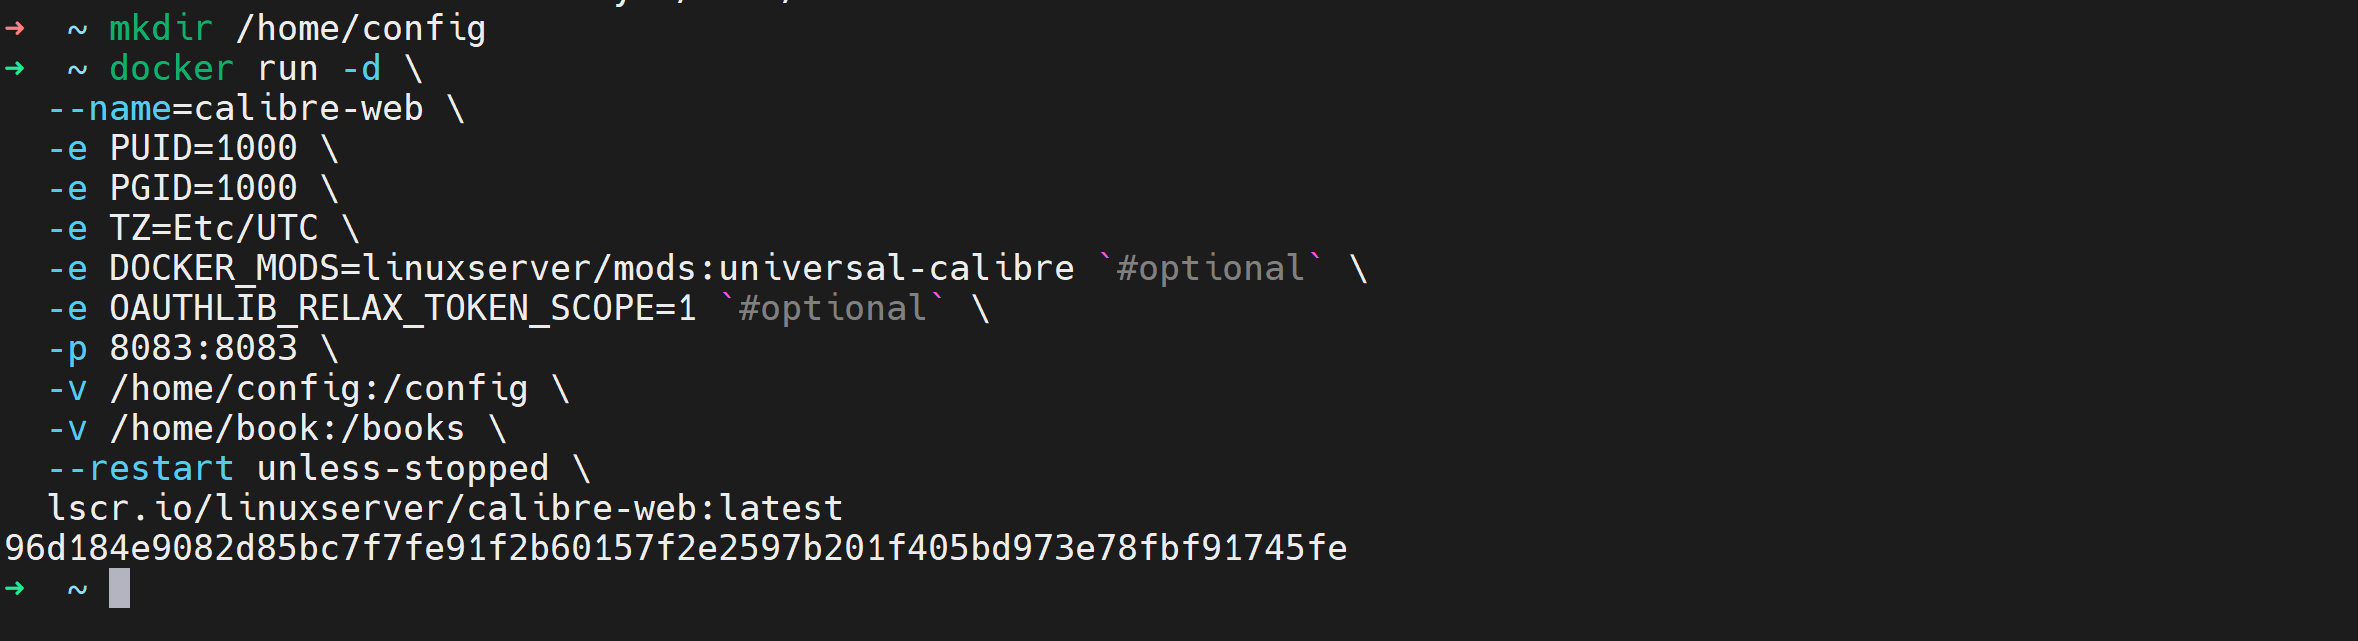 ➜  ~ mkdir /home/config
➜  ~ docker run -d \
  --name=calibre-web \
  -e PUID=1000 \
  -e PGID=1000 \
  -e TZ=Etc/UTC \
  -e DOCKER_MODS=linuxserver/mods:universal-calibre `#optional` \
  -e OAUTHLIB_RELAX_TOKEN_SCOPE=1 `#optional` \
  -p 8083:8083 \
  -v /home/config:/config \
  -v /home/book:/books \
  --restart unless-stopped \
  lscr.io/linuxserver/calibre-web:latest
96d184e9082d85bc7f7fe91f2b60157f2e2597b201f405bd973e78fbf91745fe
➜  ~